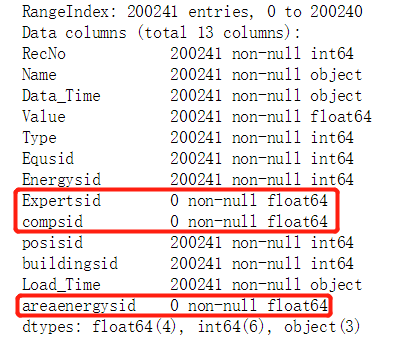 RangeIndex: 200241 entries, 0 to 200240
Data columns (total 13 columns):
RecNo 200241 non-null int64
Name 200241 non-null object
Data_Time 200241 non-null object
Value 200241 non-null float64
Type 200241 non-null int64
Equsid 200241 non-null int64
Energysid 200241 non-null int64
Expertsid 0 non-null float64
compsid 0 non-null float64
posisid 200241 non-null int64
buildingsid 200241 non-null int64
Load_Time 200241 non-null object
areaenergysid 0 non-null float64
dtypes: float64(4), int64(6), object(3)